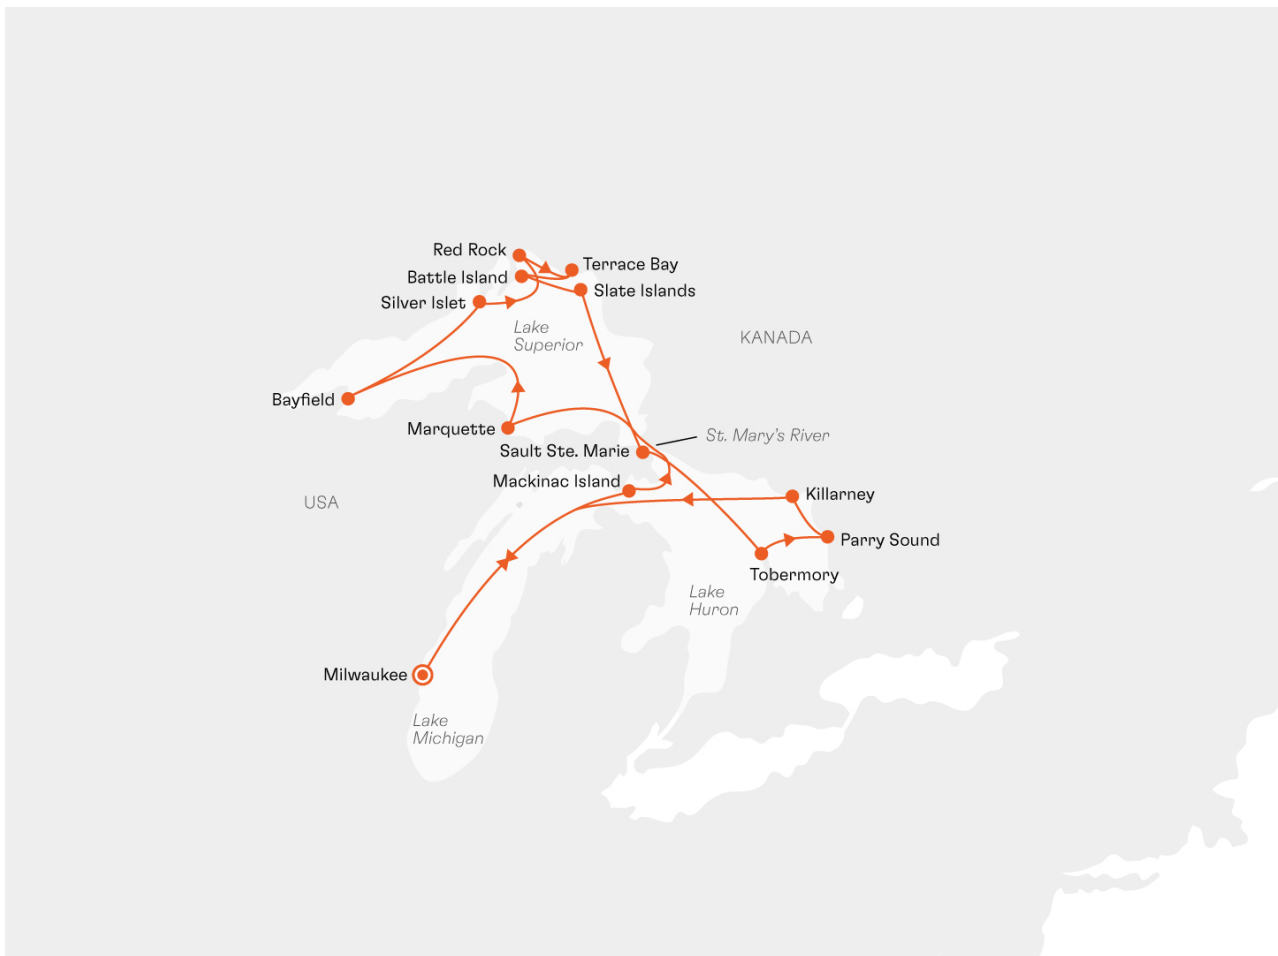 Red Rock
Terrace Bay
Battle Island
Slate Islands
Silver Islet
Lake
Superior
KANADA
Bayfield
Marquette
St. Mary's River
Sault Ste. Marie
Mackinac Island
Killarney
USA
Parry Sound
Tobermory
Lake
Huron
Milwaukee
Lake
Michigan